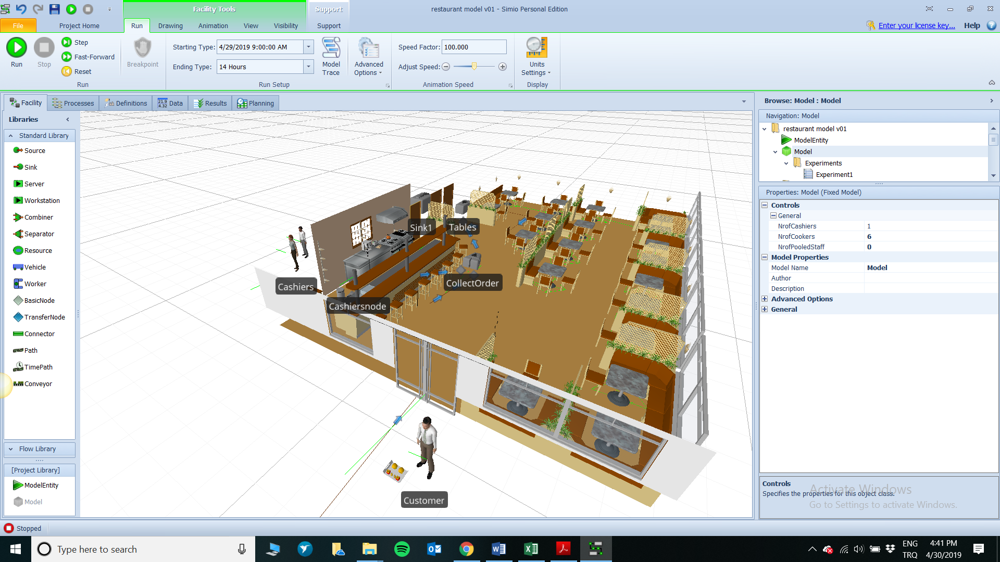 Facility Tools
Support
restaurant model v01 - Simio Personal Edition
File
Project Home
Run
Drawing
Animation
View
Visibility
Support
Enter your license key...
Help
Run
Stop
Step
Fast-Forward
Reset
Breakpoint
Starting Type:
4/29/2019 9:00:00 AM
Ending Type:
14 Hours
Model
Trace
Advanced
Options
Speed Factor:
100.000
Adjust Speed:
Units
Settings
Run
Run Setup
Animation Speed
Display
Facility
Processes
Definitions
21.9
4.32
Data
Results
Planning
Libraries
Standard Library
Source
Sink
Server
Workstation
Combiner
Separator
Resource
Vehicle
Worker
BasicNode
TransferNode
Connector
Path
TimePath
Conveyor
Flow Library
[Project Library]
ModelEntity
Model
Sink1
Tables
Cashiers
CollectOrder
Cashiersnode
Customer
Browse: Model : Model
Navigation: Model
restaurant model v01
ModelEntity
Model
Experiments
Experiment1
Properties: Model (Fixed Model)
Controls
General
NrofCashiers 1
NrofCookers 6
NrofPooledStaff 0
Model Properties
Model Name Model
Author
Description
Advanced Options
General
Controls
Specifies the properties for this object class.
Activate Windows
Go to Settings to activate Windows.
Stopped
Type here to search
ENG
TRQ
4:41 PM
4/30/2019